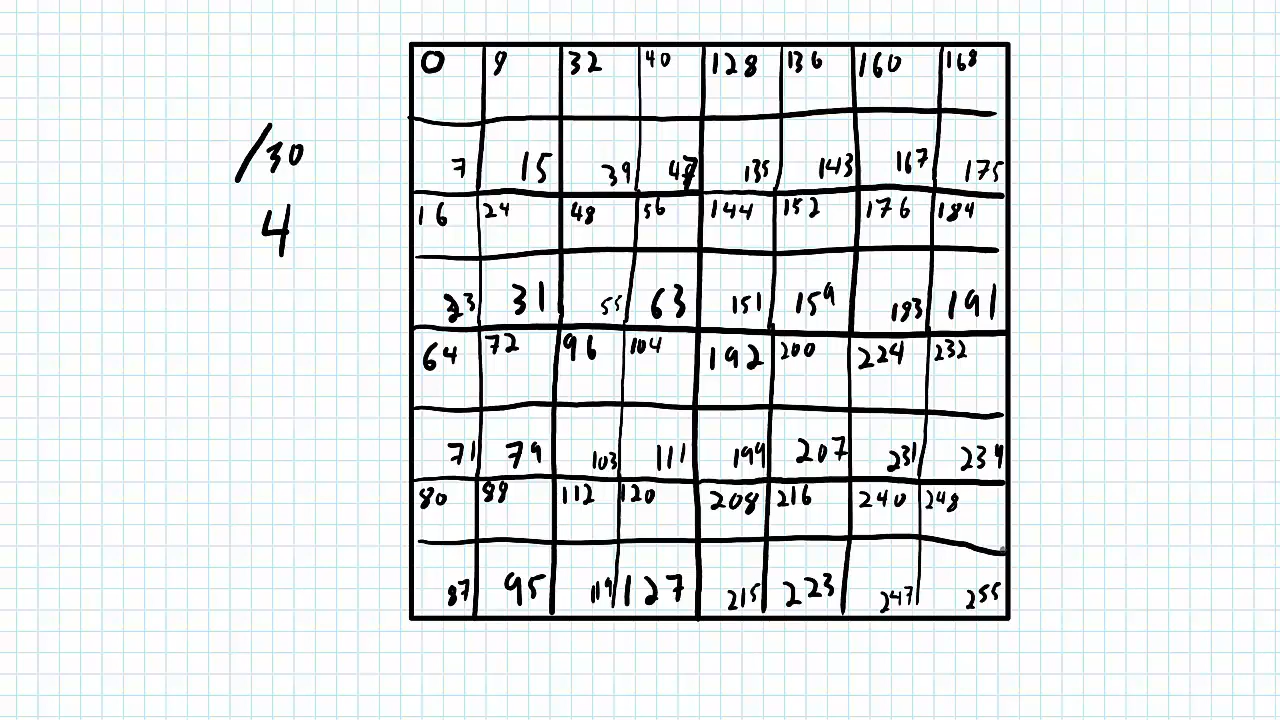 /30
4
0 8 32 40 128 136 160 168
7 15 39 47 135 143 167 175
16 24 48 56 144 152 176 184
23 31 55 63 151 159 183 191
64 72 96 104 192 200 224 232
71 79 103 111 199 207 231 239
80 88 112 120 208 216 240 248
87 95 119 127 215 223 247 255